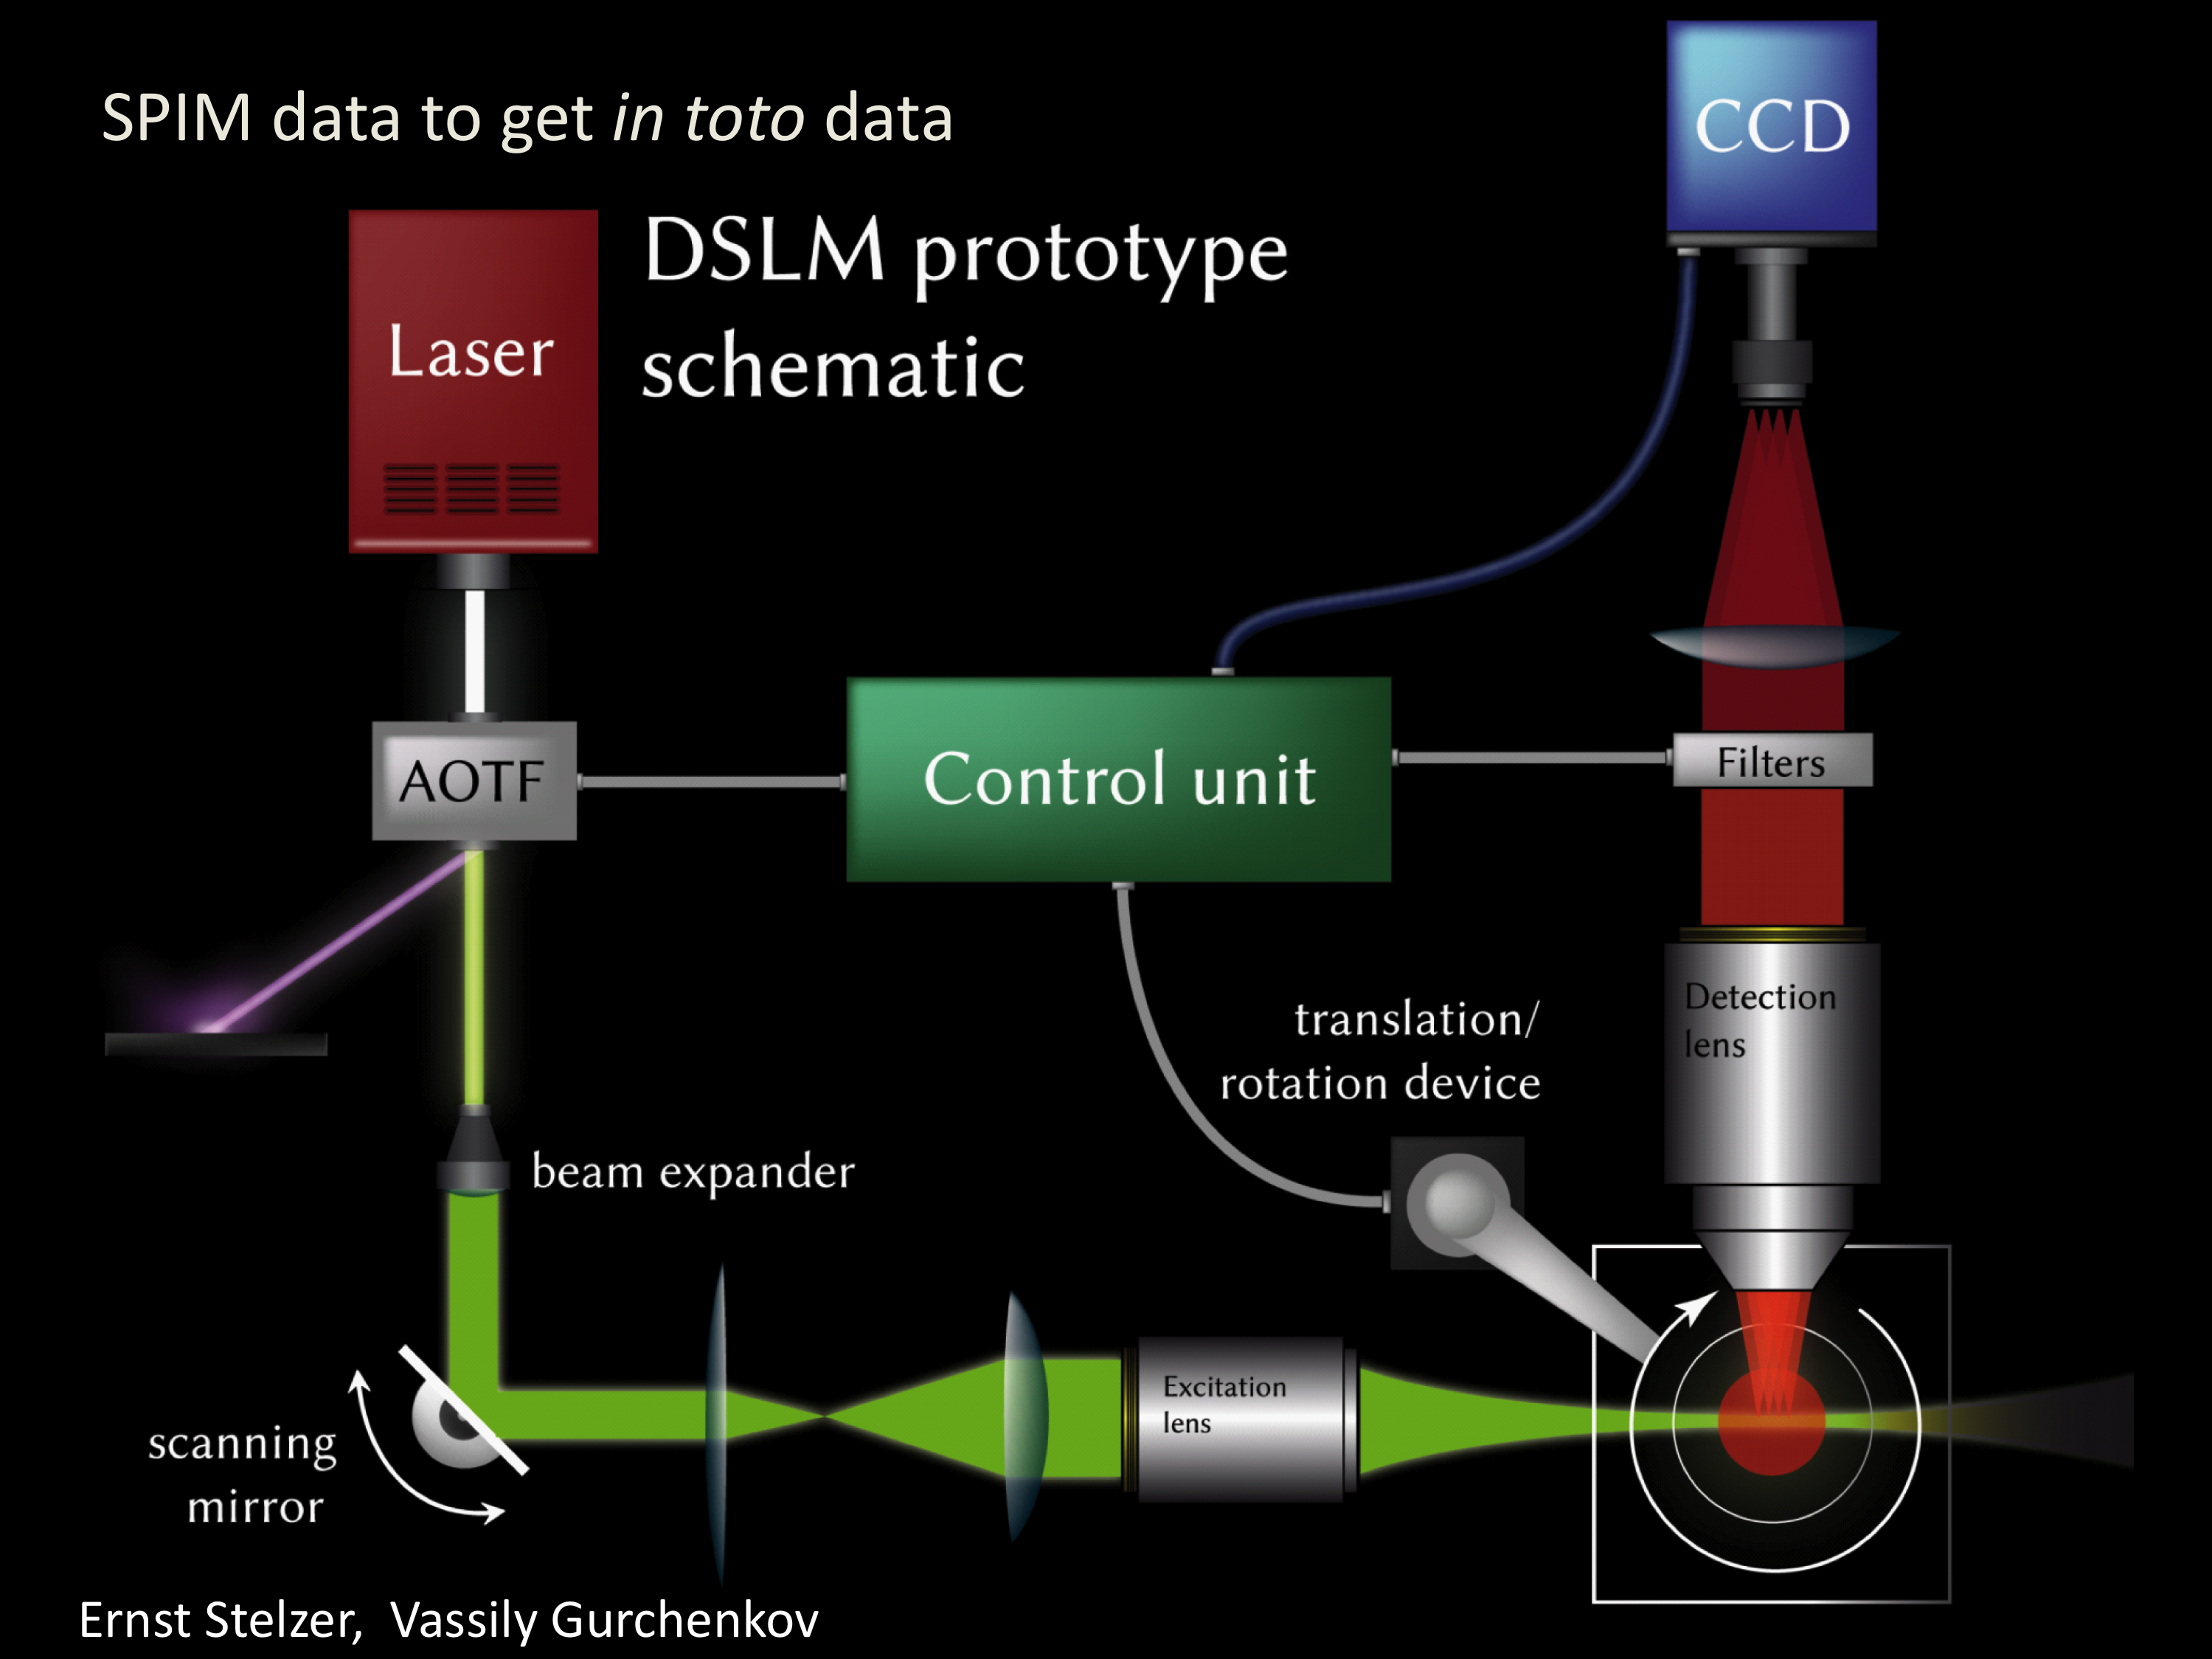 SPIM data to get in toto data
CCD
DSLM prototype
schematic
Laser
AOTF
Control unit
Filters
Detection
lens
translation/
rotation device
beam expander
Excitation
lens
scanning
mirror
Ernst Stelzer, Vassily Gurchenkov